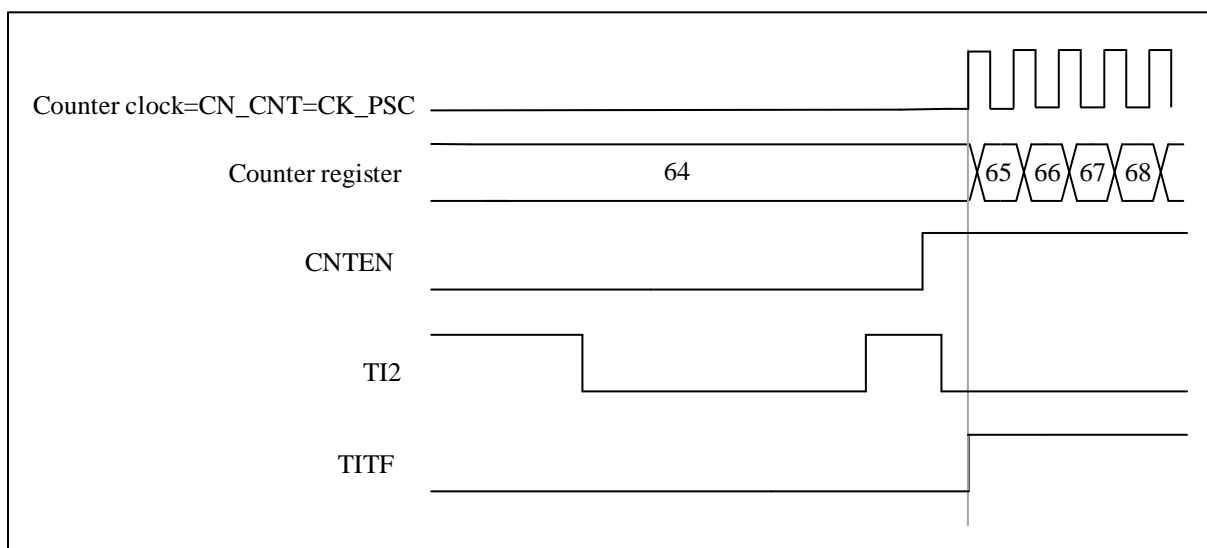 Counter clock=CN_CNT=CK_PSC
Counter register 64 65 66 67 68
CNTEN
TI2
TITF